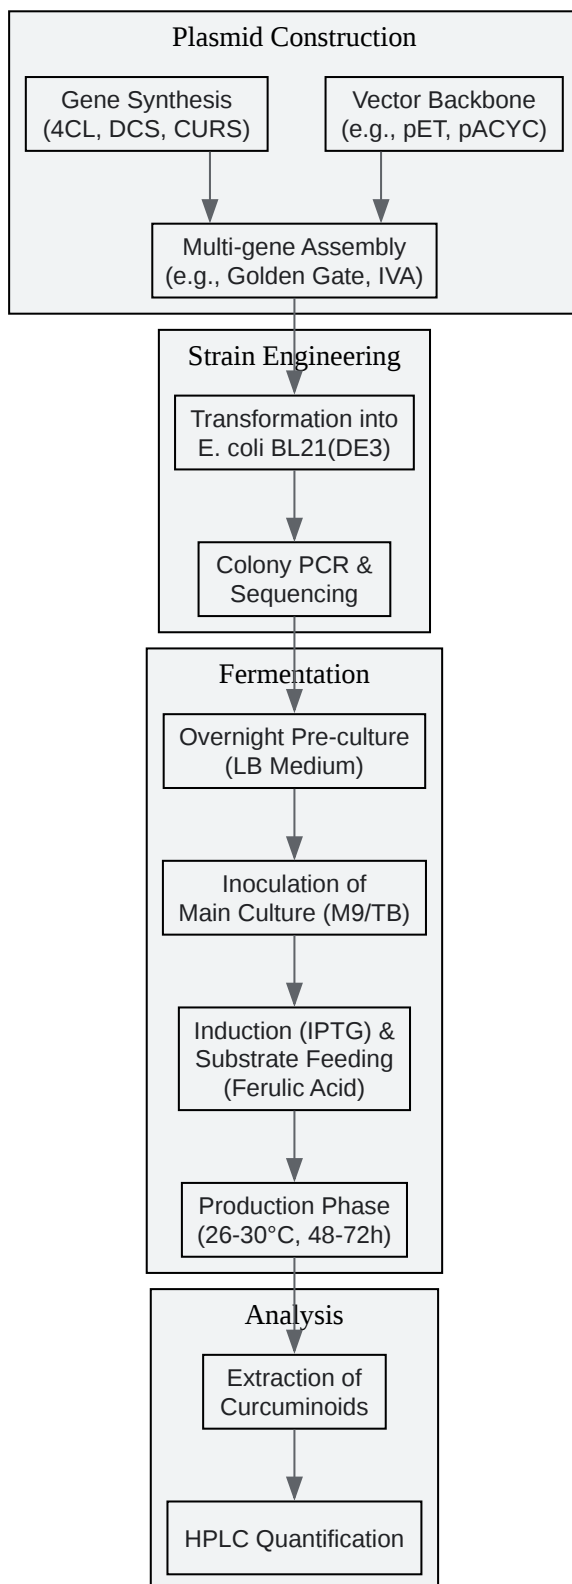 Plasmid Construction
Gene Synthesis
(4CL, DCS, CURS)
Vector Backbone
(e.g., pET, pACYC)
Multi-gene Assembly
(e.g., Golden Gate, IVA)
Strain Engineering
Transformation into
E. coli BL21(DE3)
Colony PCR &
Sequencing
Fermentation
Overnight Pre-culture
(LB Medium)
Inoculation of
Main Culture (M9/TB)
Induction (IPTG) &
Substrate Feeding
(Ferulic Acid)
Production Phase
(26-30°C, 48-72h)
Analysis
Extraction of
Curcuminoids
HPLC Quantification